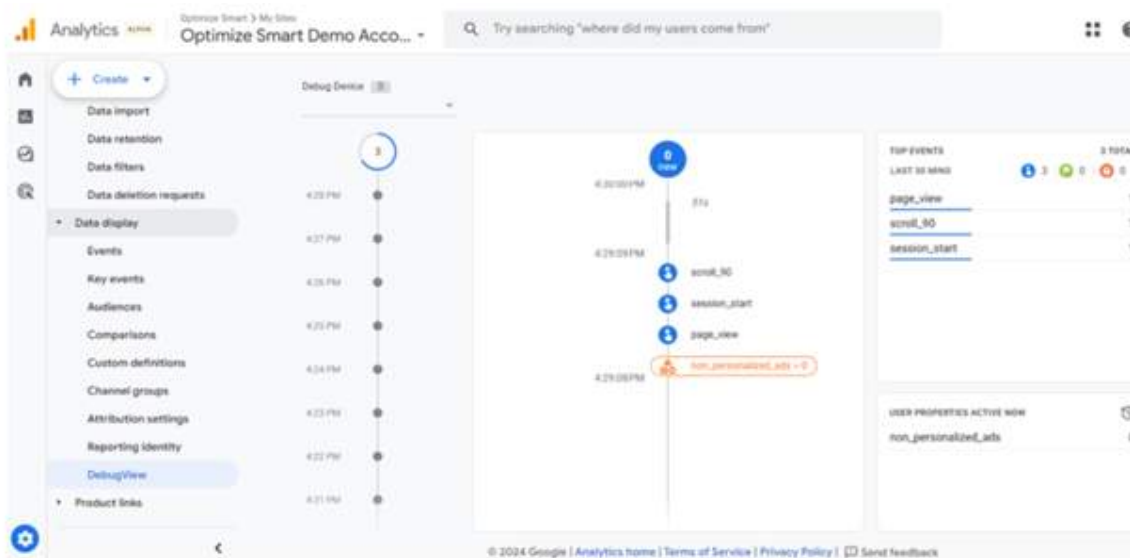 Analytics ALPHA
Optimize Smart > My Sites
Optimize Smart Demo Acco...
Try searching "where did my users come from"
Create
Data import
Data retention
Data filters
Data deletion requests
Data display
Events
Key events
Audiences
Comparisons
Custom definitions
Channel groups
Attribution settings
Reporting identity
DebugView
Product links
Debug Device
3
4:28 PM
4:27 PM
4:26 PM
4:25 PM
4:24 PM
4:23 PM
4:22 PM
4:21 PM
0
new
4:30:00 PM
51s
4:29:09 PM
scroll_90
session_start
page_view
non_personalized_ads = 0
4:29:08 PM
TOP EVENTS
3 TOTA
LAST 30 MINS
3 0 0
page_view
scroll_90
session_start
USER PROPERTIES ACTIVE NOW
non_personalized_ads
© 2024 Google | Analytics home | Terms of Service | Privacy Policy | Send feedback